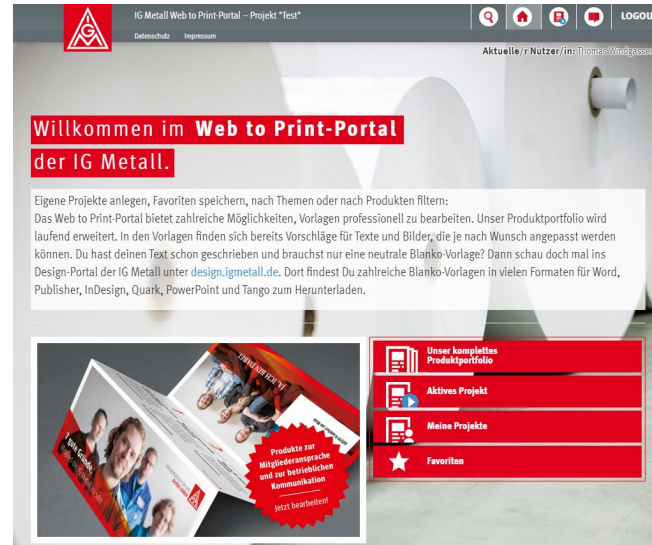 IG Metall Web to Print-Portal – Projekt "Test"
Datenschutz Impressum
LOGOU
Aktuelle/r Nutzer/in: Thomas Windgasse
Willkommen im Web to Print-Portal
der IG Metall.
Eigene Projekte anlegen, Favoriten speichern, nach Themen oder nach Produkten filtern:
Das Web to Print-Portal bietet zahlreiche Möglichkeiten, Vorlagen professionell zu bearbeiten. Unser Produktportfolio wird
laufend erweitert. In den Vorlagen finden sich bereits Vorschläge für Texte und Bilder, die je nach Wunsch angepasst werden
können. Du hast deinen Text schon geschrieben und brauchst nur eine neutrale Blanko-Vorlage? Dann schau doch mal ins
Design-Portal der IG Metall unter design.igmetall.de. Dort findest Du zahlreiche Blanko-Vorlagen in vielen Formaten für Word,
Publisher, InDesign, Quark, PowerPoint und Tango zum Herunterladen.
JA, ICH BIN DABEI.
7 gute Gründe
Produkte zur
Mitgliederansprache
und zur betrieblichen
Kommunikation
Jetzt bearbeiten!
Unser komplettes
Produktportfolio
Aktives Projekt
Meine Projekte
Favoriten